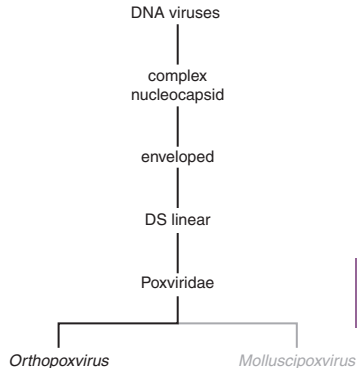 DNA viruses
complex
nucleocapsid
enveloped
DS linear
Poxviridae
Orthopoxvirus
Molluscipoxvirus